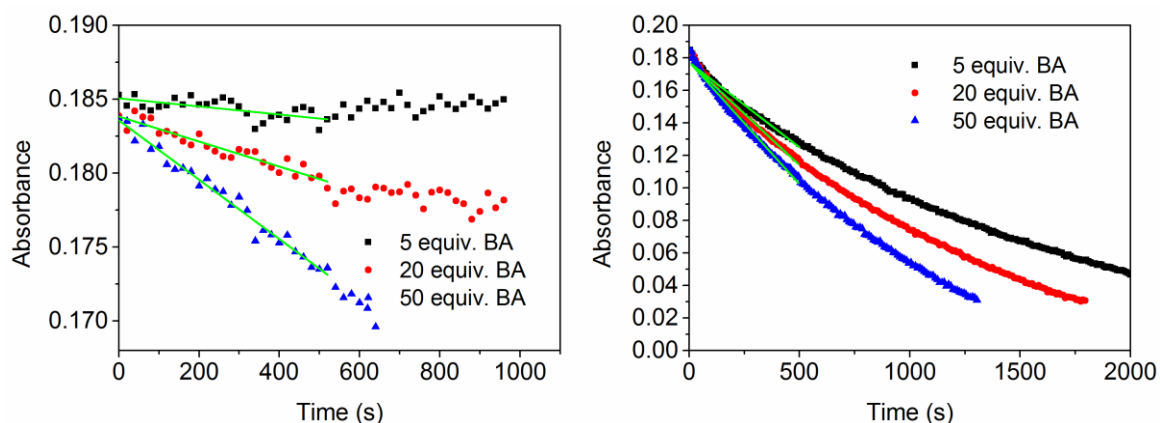 0.190
0.185
0.180
0.175
0.170
Absorbance
5 equiv. BA
20 equiv. BA
50 equiv. BA
0 200 400 600 800 1000
Time (s)
0.20
0.18
0.16
0.14
0.12
0.10
0.08
0.06
0.04
0.02
0.00
Absorbance
5 equiv. BA
20 equiv. BA
50 equiv. BA
0 500 1000 1500 2000
Time (s)